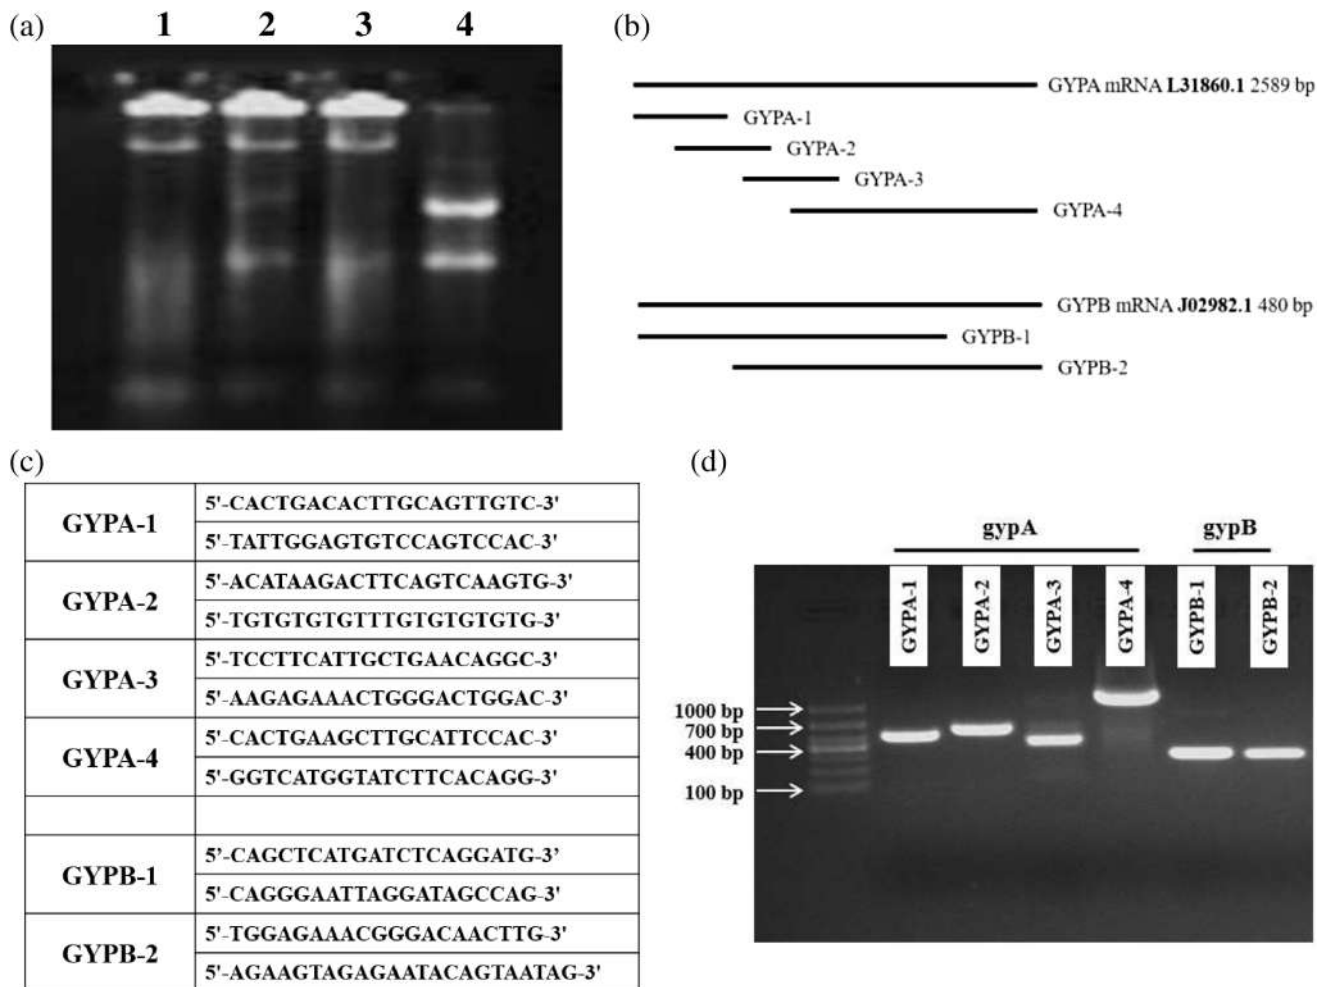 (a)
1 2 3 4
(b)
GYPA mRNA L31860.1 2589 bp
GYPA-1
GYPA-2
GYPA-3
GYPA-4
GYPB mRNA J02982.1 480 bp
GYPB-1
GYPB-2
(c)
GYPA-1
5'-CACTGACACTTGCAGTTGTC-3'
5'-TATTGGAGTGTCCAGTCCAC-3'
GYPA-2
5'-ACATAAGACTTCAGTCAAGTG-3'
5'-TGTGTGTGTTTGTGTGTGTG-3'
GYPA-3
5'-TCCTTCATTGCTGAACAGGC-3'
5'-AAGAGAAACTGGGACTGGAC-3'
GYPA-4
5'-CACTGAAGCTTGCATTCCAC-3'
5'-GGTCATGGTATCTTCACAGG-3'
GYPB-1
5’-CAGCTCATGATCTCAGGATG-3’
5'-CAGGGAATTAGGATAGCCAG-3'
GYPB-2
5'-TGGAGAAACGGGACAACTTG-3'
5'-AGAAGTAGAGAATACAGTAATAG-3'
(d)
gypA gypB
GYPA-1
GYPA-2
GYPA-3
GYPA-4
GYPB-1
GYPB-2
1000 bp
700 bp
400 bp
100 bp